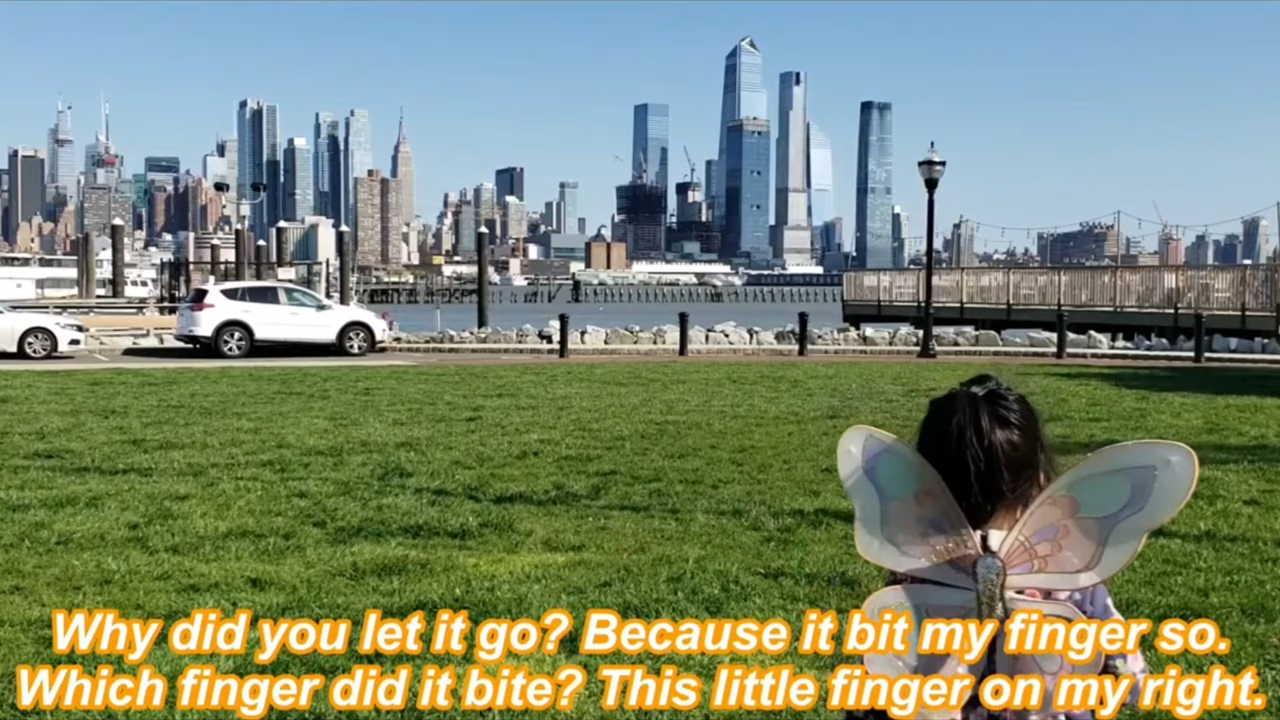 Why did you let it go? Because it bit my finger so.
Which finger did it bite? This little finger on my right.